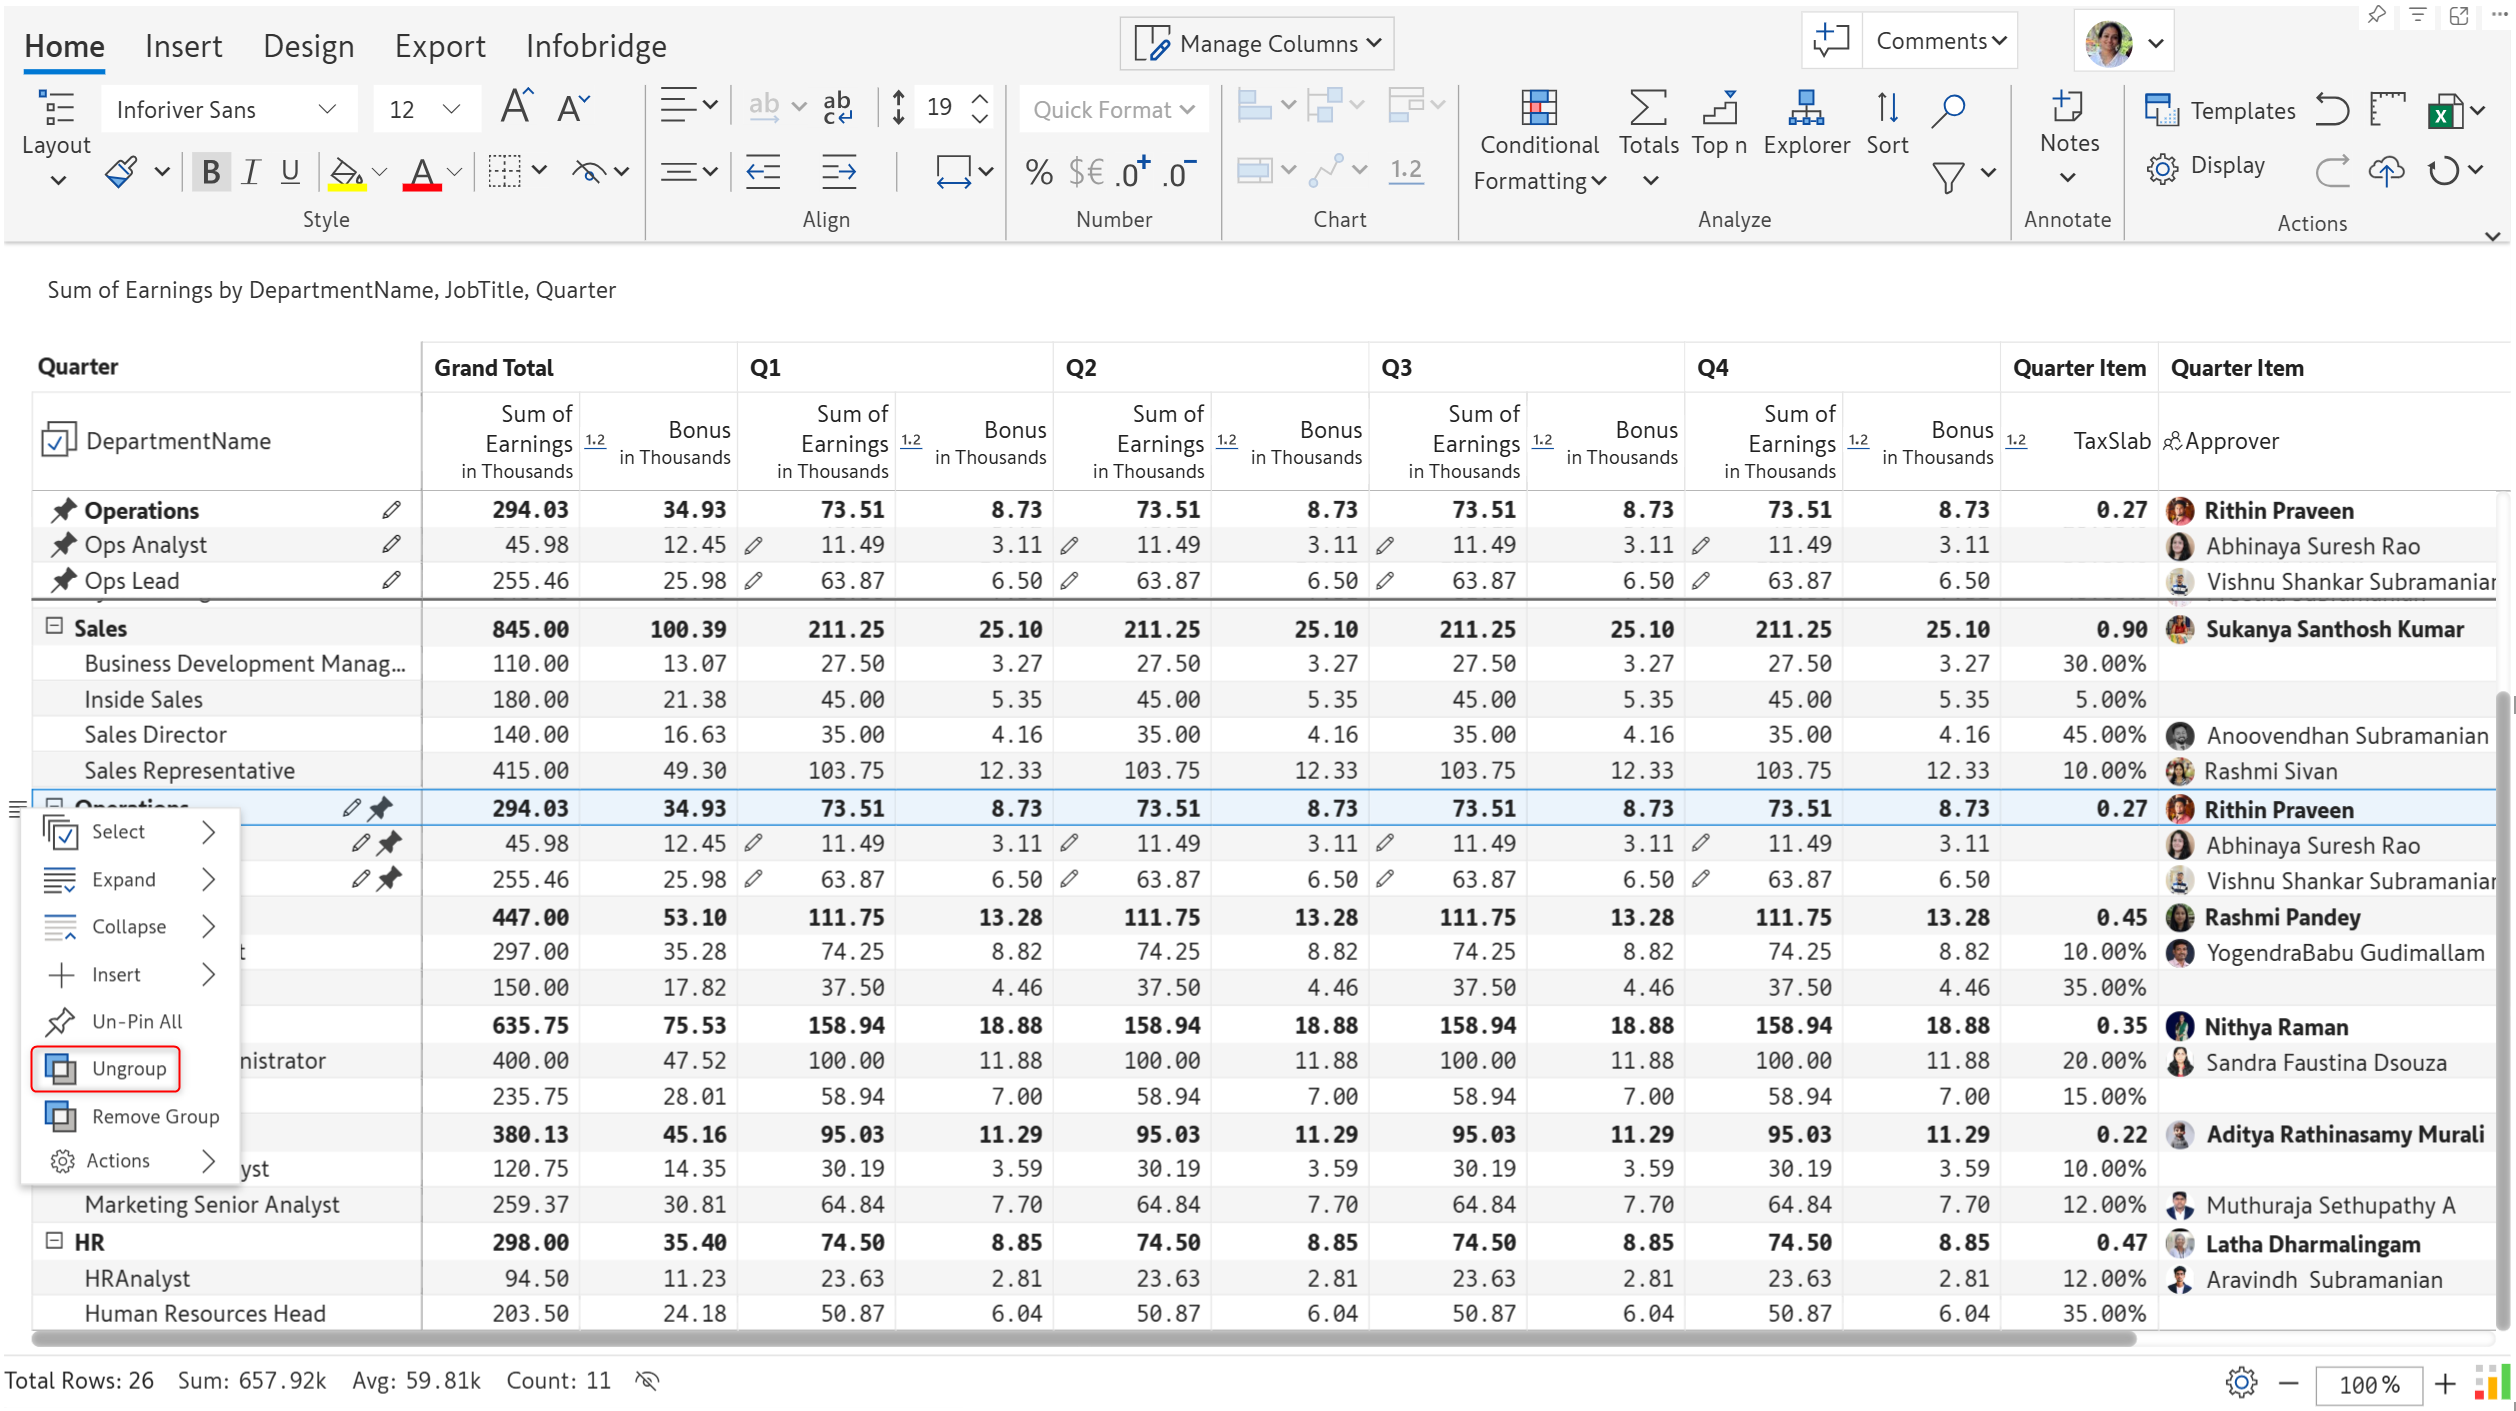 Home Insert Design Export Infobridge Manage Columns Comments
Inforiver Sans 12 ab ab 19 Quick Format Templates
c
Layout Conditional Totals Top n Explorer Sort Notes
Formatting Display
B I U A % $€ .0+ .0- 1.2
Style Align Number Chart Analyze Annotate Actions
Sum of Earnings by DepartmentName, JobTitle, Quarter
Quarter Grand Total Q1 Q2 Q3 Q4 Quarter Item Quarter Item
DepartmentName Sum of Earnings in Thousands 1.2 Bonus in Thousands Sum of Earnings in Thousands 1.2 Bonus in Thousands Sum of Earnings in Thousands 1.2 Bonus in Thousands Sum of Earnings in Thousands 1.2 Bonus in Thousands Sum of Earnings in Thousands 1.2 Bonus in Thousands 1.2 TaxSlab Approver
Operations 294.03 34.93 73.51 8.73 73.51 8.73 73.51 8.73 73.51 8.73 0.27 Rithin Praveen
Ops Analyst 45.98 12.45 11.49 3.11 11.49 3.11 11.49 3.11 11.49 3.11 Abhinaya Suresh Rao
Ops Lead 255.46 25.98 63.87 6.50 63.87 6.50 63.87 6.50 63.87 6.50 Vishnu Shankar Subramanian
Sales 845.00 100.39 211.25 25.10 211.25 25.10 211.25 25.10 211.25 25.10 0.90 Sukanya Santhosh Kumar
Business Development Manag... 110.00 13.07 27.50 3.27 27.50 3.27 27.50 3.27 27.50 3.27 30.00%
Inside Sales 180.00 21.38 45.00 5.35 45.00 5.35 45.00 5.35 45.00 5.35 5.00%
Sales Director 140.00 16.63 35.00 4.16 35.00 4.16 35.00 4.16 35.00 4.16 45.00% Anoovendhan Subramanian
Sales Representative 415.00 49.30 103.75 12.33 103.75 12.33 103.75 12.33 103.75 12.33 10.00% Rashmi Sivan
Operations 294.03 34.93 73.51 8.73 73.51 8.73 73.51 8.73 73.51 8.73 0.27 Rithin Praveen
Select 45.98 12.45 11.49 3.11 11.49 3.11 11.49 3.11 11.49 3.11 Abhinaya Suresh Rao
Expand 255.46 25.98 63.87 6.50 63.87 6.50 63.87 6.50 63.87 6.50 Vishnu Shankar Subramanian
Collapse 447.00 53.10 111.75 13.28 111.75 13.28 111.75 13.28 111.75 13.28 0.45 Rashmi Pandey
t 297.00 35.28 74.25 8.82 74.25 8.82 74.25 8.82 74.25 8.82 10.00% YogendraBabu Gudimallam
Insert 150.00 17.82 37.50 4.46 37.50 4.46 37.50 4.46 37.50 4.46 35.00%
Un-Pin All 635.75 75.53 158.94 18.88 158.94 18.88 158.94 18.88 158.94 18.88 0.35 Nithya Raman
Ungroup nistrator 400.00 47.52 100.00 11.88 100.00 11.88 100.00 11.88 100.00 11.88 20.00% Sandra Faustina Dsouza
235.75 28.01 58.94 7.00 58.94 7.00 58.94 7.00 58.94 7.00 15.00%
Remove Group 380.13 45.16 95.03 11.29 95.03 11.29 95.03 11.29 95.03 11.29 0.22 Aditya Rathinasamy Murali
Actions yst 120.75 14.35 30.19 3.59 30.19 3.59 30.19 3.59 30.19 3.59 10.00%
Marketing Senior Analyst 259.37 30.81 64.84 7.70 64.84 7.70 64.84 7.70 64.84 7.70 12.00% Muthuraja Sethupathy A
HR 298.00 35.40 74.50 8.85 74.50 8.85 74.50 8.85 74.50 8.85 0.47 Latha Dharmalingam
HRAnalyst 94.50 11.23 23.63 2.81 23.63 2.81 23.63 2.81 23.63 2.81 12.00% Aravindh Subramanian
Human Resources Head 203.50 24.18 50.87 6.04 50.87 6.04 50.87 6.04 50.87 6.04 35.00%
Total Rows: 26 Sum: 657.92k Avg: 59.81k Count: 11 100%